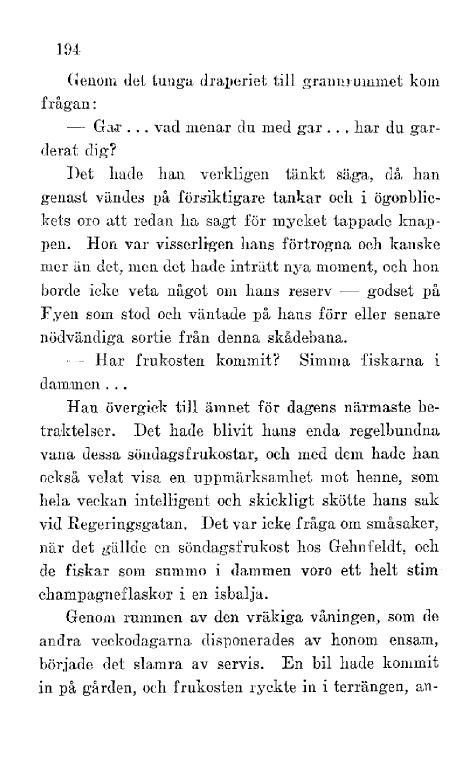 194
Genom det tunga draperiet till grannrummet kom
frågan:
— Gar ... vad menar du med gar ... har du gar-
derat dig?
Det hade han verkligen tänkt säga, då han
genast vändes på försiktigare tankar och i ögonblic-
kets oro att redan ha sagt för mycket tappade knap-
pen. Hon var visserligen hans förtrogna och kanske
mer än det, men det hade inträtt nya moment, och hon
borde icke veta något om hans reserv — godset på
Fyen som stod och väntade på hans förr eller senare
nödvändiga sortie från denna skådebana.
— Har frukosten kommit? Simma fiskarna i
dammen ...
Han övergick till ämnet för dagens närmaste be-
traktelser. Det hade blivit hans enda regelbundna
vana dessa söndagsfrukostar, och med dem hade han
också velat visa en uppmärksamhet mot henne, som
hela veckan intelligent och skickligt skötte hans sak
vid Regeringsgatan. Det var icke fråga om småsaker,
när det gällde en söndagsfrukost hos Gehnfeldt, och
de fiskar som summo i dammen voro ett helt stim
champagneflaskor i en isbalja.
Genom rummen av den vräkiga våningen, som de
andra veckodagarna disponerades av honom ensam,
började det slamra av servis. En bil hade kommit
in på gården, och frukosten ryckte in i terrängen, an-